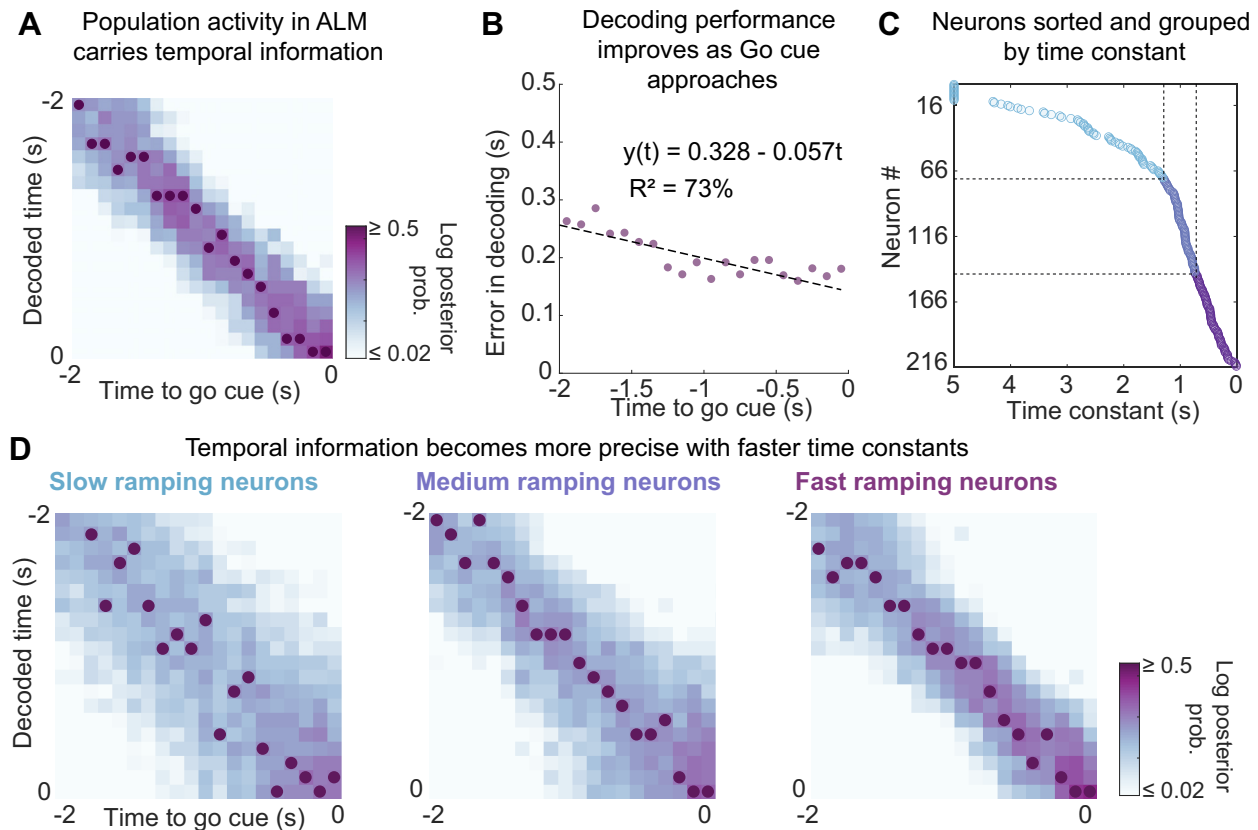 A
Population activity in ALM
carries temporal information
-2
Decoded time (s)
0
-2
Time to go cue (s)
0
≥ 0.5
≤ 0.02
Log posterior
prob.
B
Decoding performance
improves as Go cue
approaches
0.5
0.4
0.3
0.2
0.1
0
Error in decoding (s)
y(t) = 0.328 - 0.057t
R² = 73%
-2
-1.5
-1
-0.5
0
Time to go cue (s)
C
Neurons sorted and grouped
by time constant
16
66
116
166
216
Neuron #
5
4
3
2
1
0
Time constant (s)
D
Temporal information becomes more precise with faster time constants
Slow ramping neurons
Medium ramping neurons
Fast ramping neurons
-2
Decoded time (s)
0
-2
Time to go cue (s)
0
-2
0
-2
0
-2
0
-2
0
≥ 0.5
≤ 0.02
Log posterior
prob.